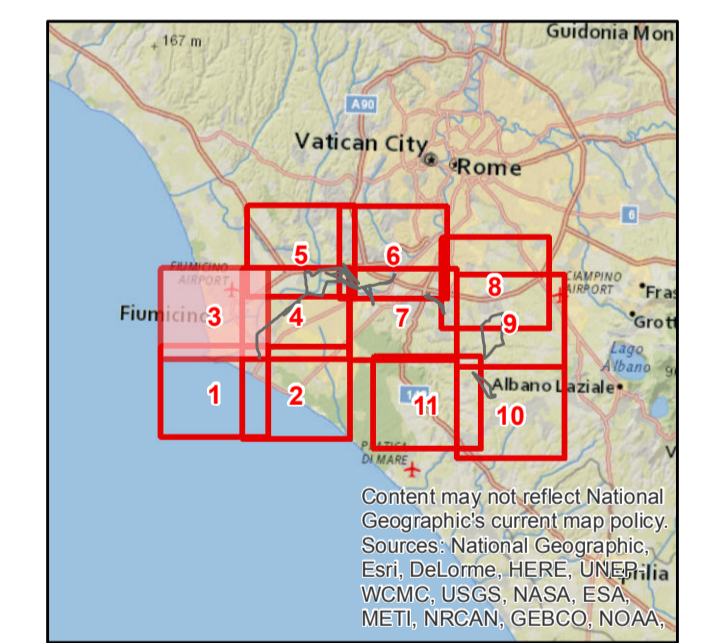 Guidonia Mon
167 m
A90
Vatican City
Rome
6
5
6
FIUMICINO
AIRPORT
8
CIAMPINO
AIRPORT
Fras
Fiumicino
3
4
7
9
Grott
Lago
Albano
1
2
11
Albano Laziale
10
V
PRATICA
DI MARE
Content may not reflect National
Geographic's current map policy.
Sources: National Geographic,
Esri, DeLorme, HERE, UNEP-
WCMC, USGS, NASA, ESA,
METI, NRCAN, GEBCO, NOAA,